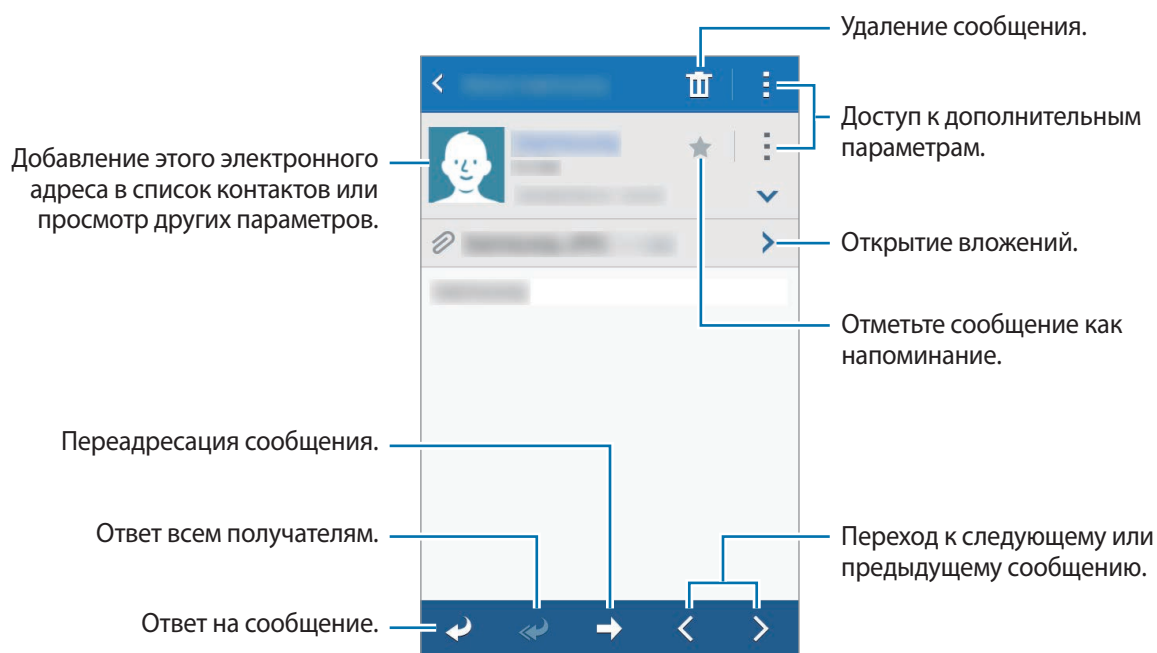 Удаление сообщения.
Доступ к дополнительным
параметрам.
Добавление этого электронного
адреса в список контактов или
просмотр других параметров.
Открытие вложений.
Отметьте сообщение как
напоминание.
Переадресация сообщения.
Ответ всем получателям.
Переход к следующему или
предыдущему сообщению.
Ответ на сообщение.